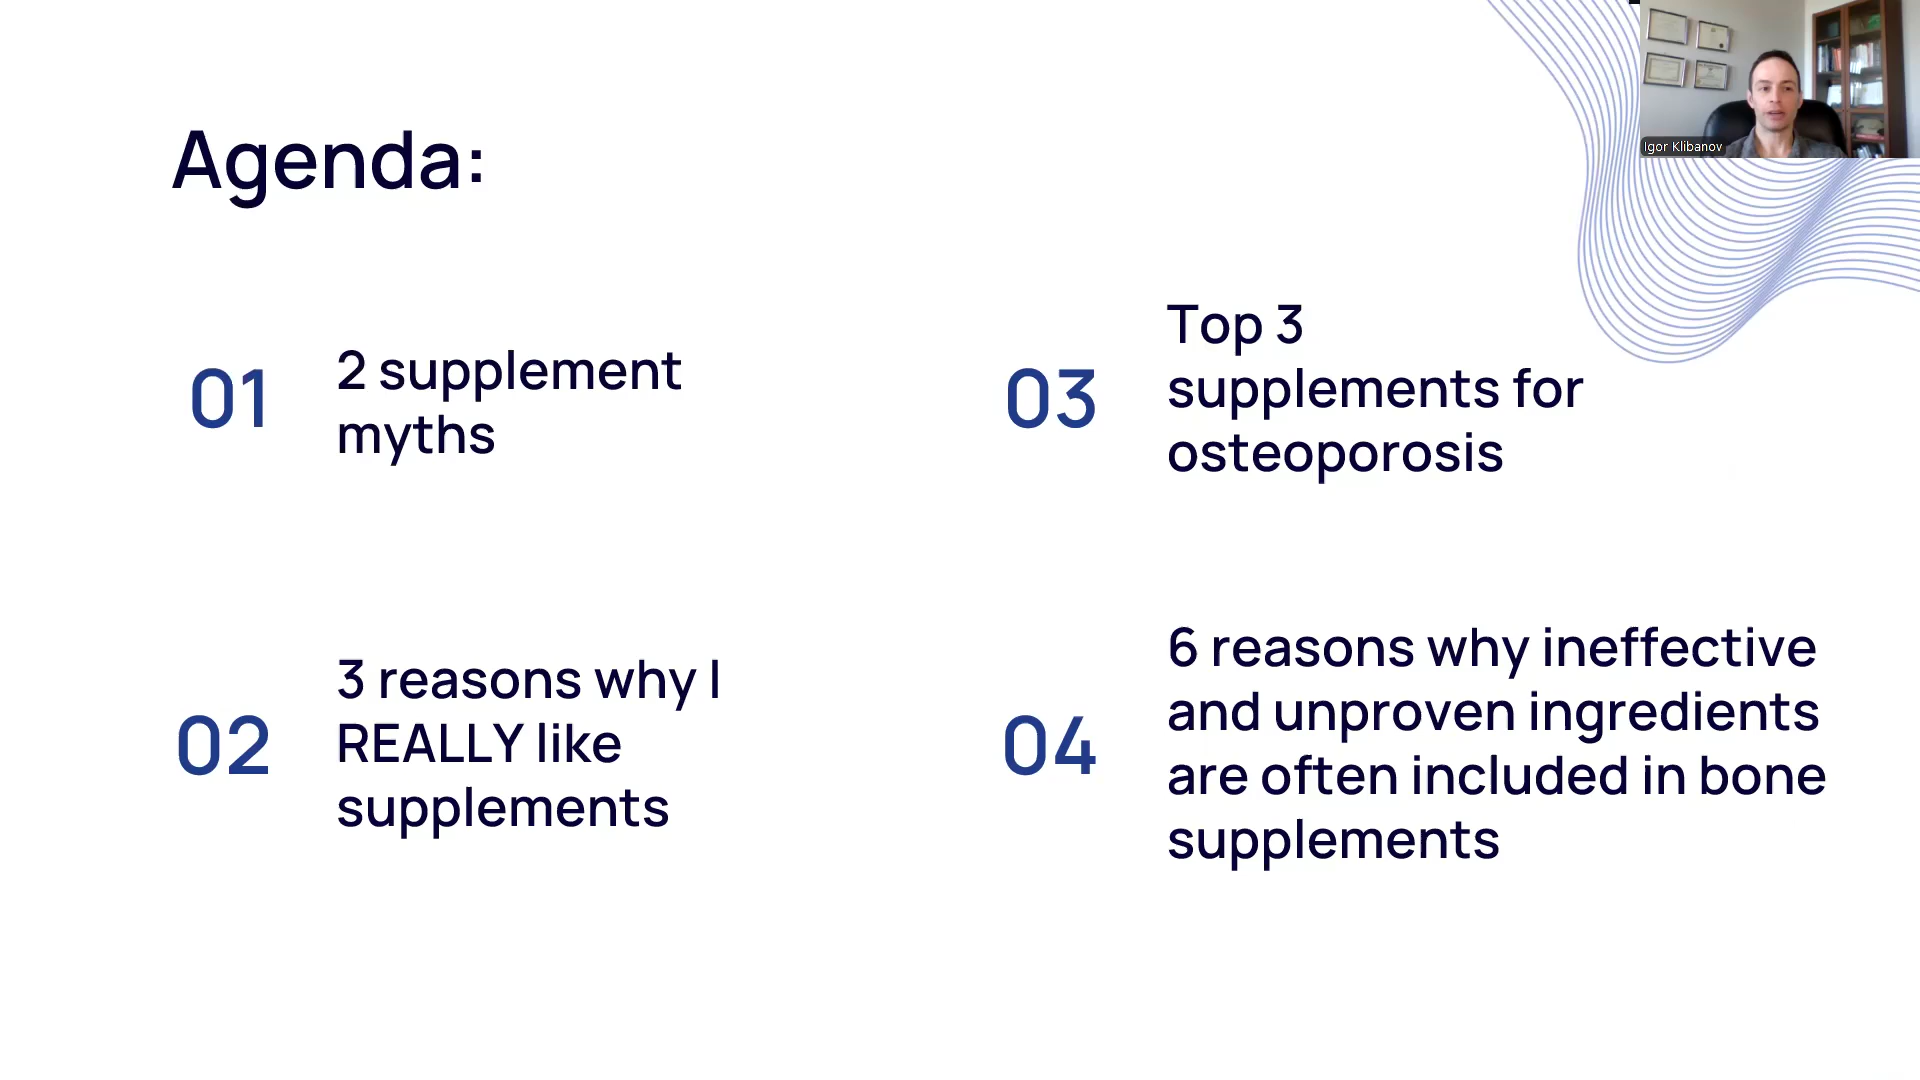 Agenda:
01
2 supplement
myths
02
3 reasons why I
REALLY like
supplements
03
Top 3
supplements for
osteoporosis
04
6 reasons why ineffective
and unproven ingredients
are often included in bone
supplements
Igor Klibanov